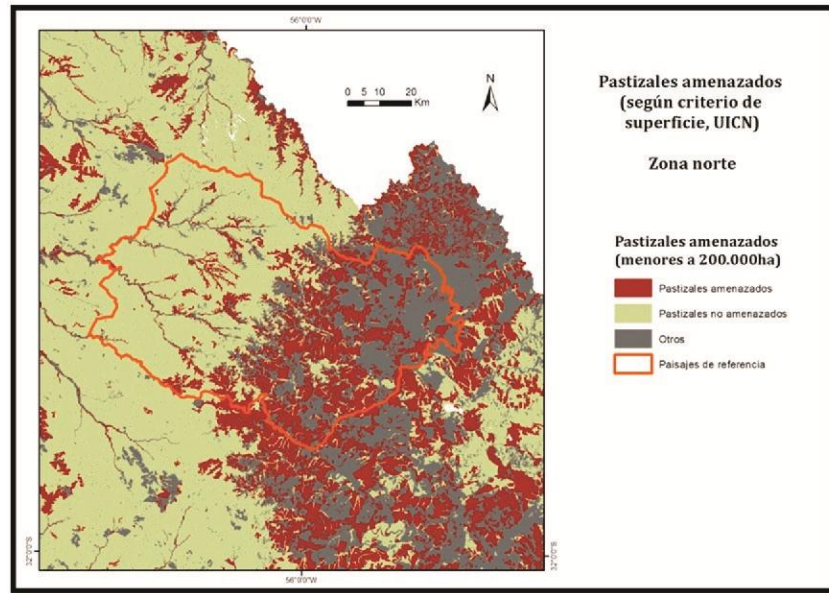 56°0'0"W
Pastizales amenazados
(según criterio de
superficie, UICN)
Zona norte
0 5 10 20
Km
N
Pastizales amenazados
(menores a 200.000ha)
Pastizales amenazados
Pastizales no amenazados
Otros
Paisajes de referencia
32°0'0"S
32°0'0"S
56°0'0"W